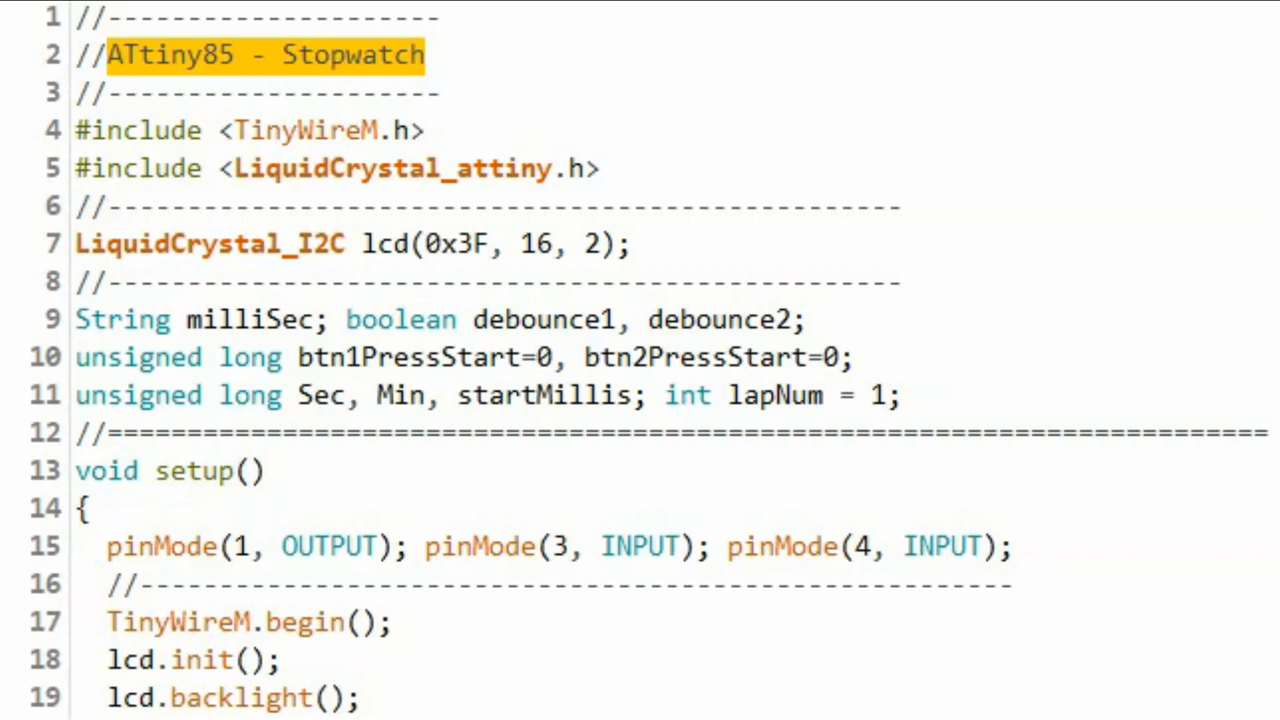 1 //---------------------
2 //ATtiny85 - Stopwatch
3 //---------------------
4 #include <TinyWireM.h>
5 #include <LiquidCrystal_attiny.h>
6 //--------------------------------------------------
7 LiquidCrystal_I2C lcd(0x3F, 16, 2);
8 //--------------------------------------------------
9 String milliSec; boolean debounce1, debounce2;
10 unsigned long btn1PressStart=0, btn2PressStart=0;
11 unsigned long Sec, Min, startMillis; int lapNum = 1;
12 //=========================================================================
13 void setup()
14 {
15   pinMode(1, OUTPUT); pinMode(3, INPUT); pinMode(4, INPUT);
16   //-------------------------------------------------------
17   TinyWireM.begin();
18   lcd.init();
19   lcd.backlight();